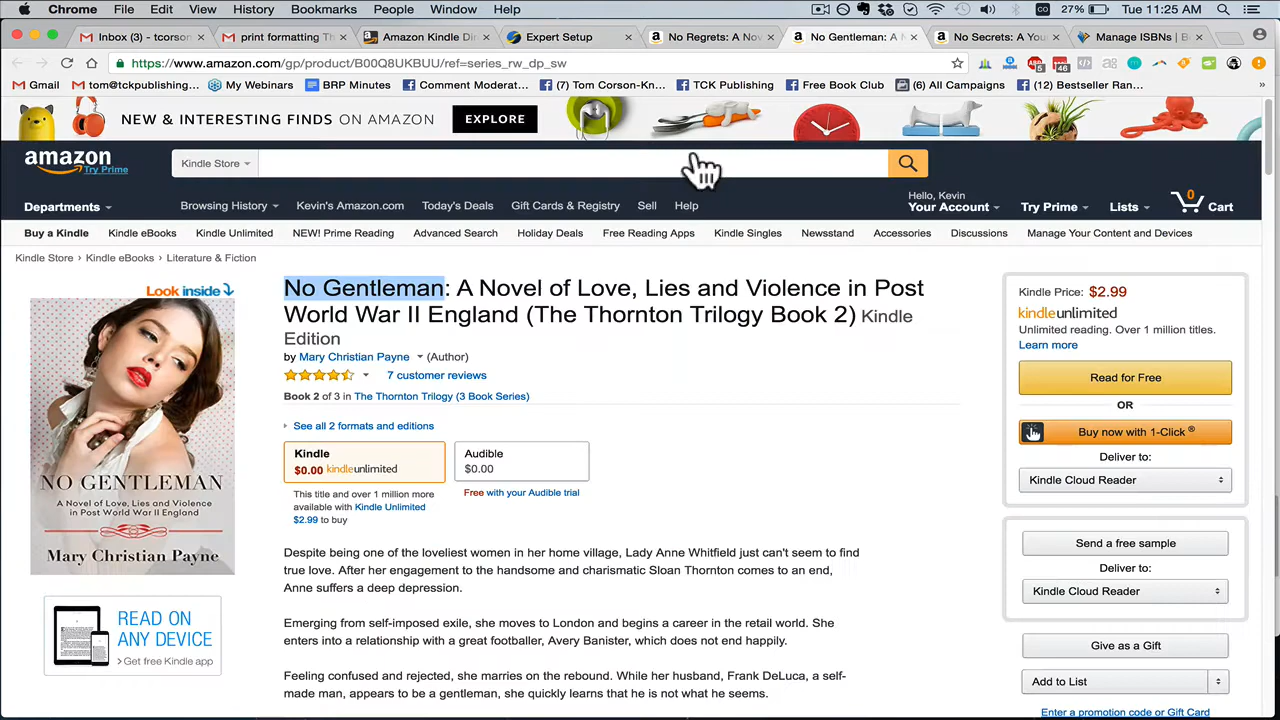 Chrome File Edit View History Bookmarks People Window Help 27% Tue 11:25 AM
Inbox (3) - tcorson
print formatting Th
Amazon Kindle Di
Expert Setup
No Regrets: A Nov
No Gentleman: A N
No Secrets: A You
Manage ISBNs | B
https://www.amazon.com/gp/product/B00Q8UKBUU/ref=series_rw_dp_sw
5 46
Gmail tom@tckpublishing... My Webinars BRP Minutes Comment Moderat... (7) Tom Corson-Kn... TCK Publishing Free Book Club (6) All Campaigns (12) Bestseller Ran... »
NEW & INTERESTING FINDS ON AMAZON EXPLORE
amazon
Try Prime
Kindle Store
Departments Browsing History Kevin's Amazon.com Today's Deals Gift Cards & Registry Sell Help
Hello, Kevin
Your Account Try Prime Lists 0 Cart
Buy a Kindle Kindle eBooks Kindle Unlimited NEW! Prime Reading Advanced Search Holiday Deals Free Reading Apps Kindle Singles Newsstand Accessories Discussions Manage Your Content and Devices
Kindle Store › Kindle eBooks › Literature & Fiction
Look inside
NO GENTLEMAN
A Novel of Love, Lies and Violence
in Post World War II England
Mary Christian Payne
READ ON
ANY DEVICE
› Get free Kindle app
No Gentleman: A Novel of Love, Lies and Violence in Post
World War II England (The Thornton Trilogy Book 2) Kindle
Edition
by Mary Christian Payne (Author)
7 customer reviews
Book 2 of 3 in The Thornton Trilogy (3 Book Series)
See all 2 formats and editions
Kindle
$0.00 kindleunlimited
Audible
$0.00
This title and over 1 million more
available with Kindle Unlimited
$2.99 to buy
Free with your Audible trial
Despite being one of the loveliest women in her home village, Lady Anne Whitfield just can't seem to find
true love. After her engagement to the handsome and charismatic Sloan Thornton comes to an end,
Anne suffers a deep depression.
Emerging from self-imposed exile, she moves to London and begins a career in the retail world. She
enters into a relationship with a great footballer, Avery Banister, which does not end happily.
Feeling confused and rejected, she marries on the rebound. While her husband, Frank DeLuca, a self-
made man, appears to be a gentleman, she quickly learns that he is not what he seems.
Kindle Price: $2.99
kindleunlimited
Unlimited reading. Over 1 million titles.
Learn more
Read for Free
OR
Buy now with 1-Click ®
Deliver to:
Kindle Cloud Reader
Send a free sample
Deliver to:
Kindle Cloud Reader
Give as a Gift
Add to List
Enter a promotion code or Gift Card